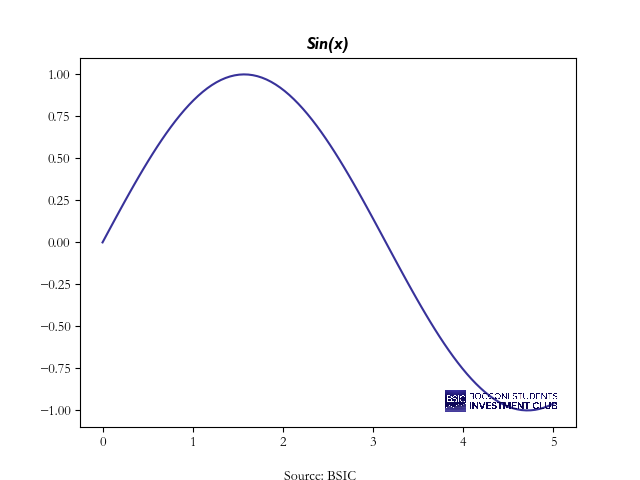 Sin(x)
1.00
0.75
0.50
0.25
0.00
−0.25
−0.50
−0.75
−1.00
BSIC
BOCCONI STUDENTS
INVESTMENT CLUB
0 1 2 3 4 5
Source: BSIC